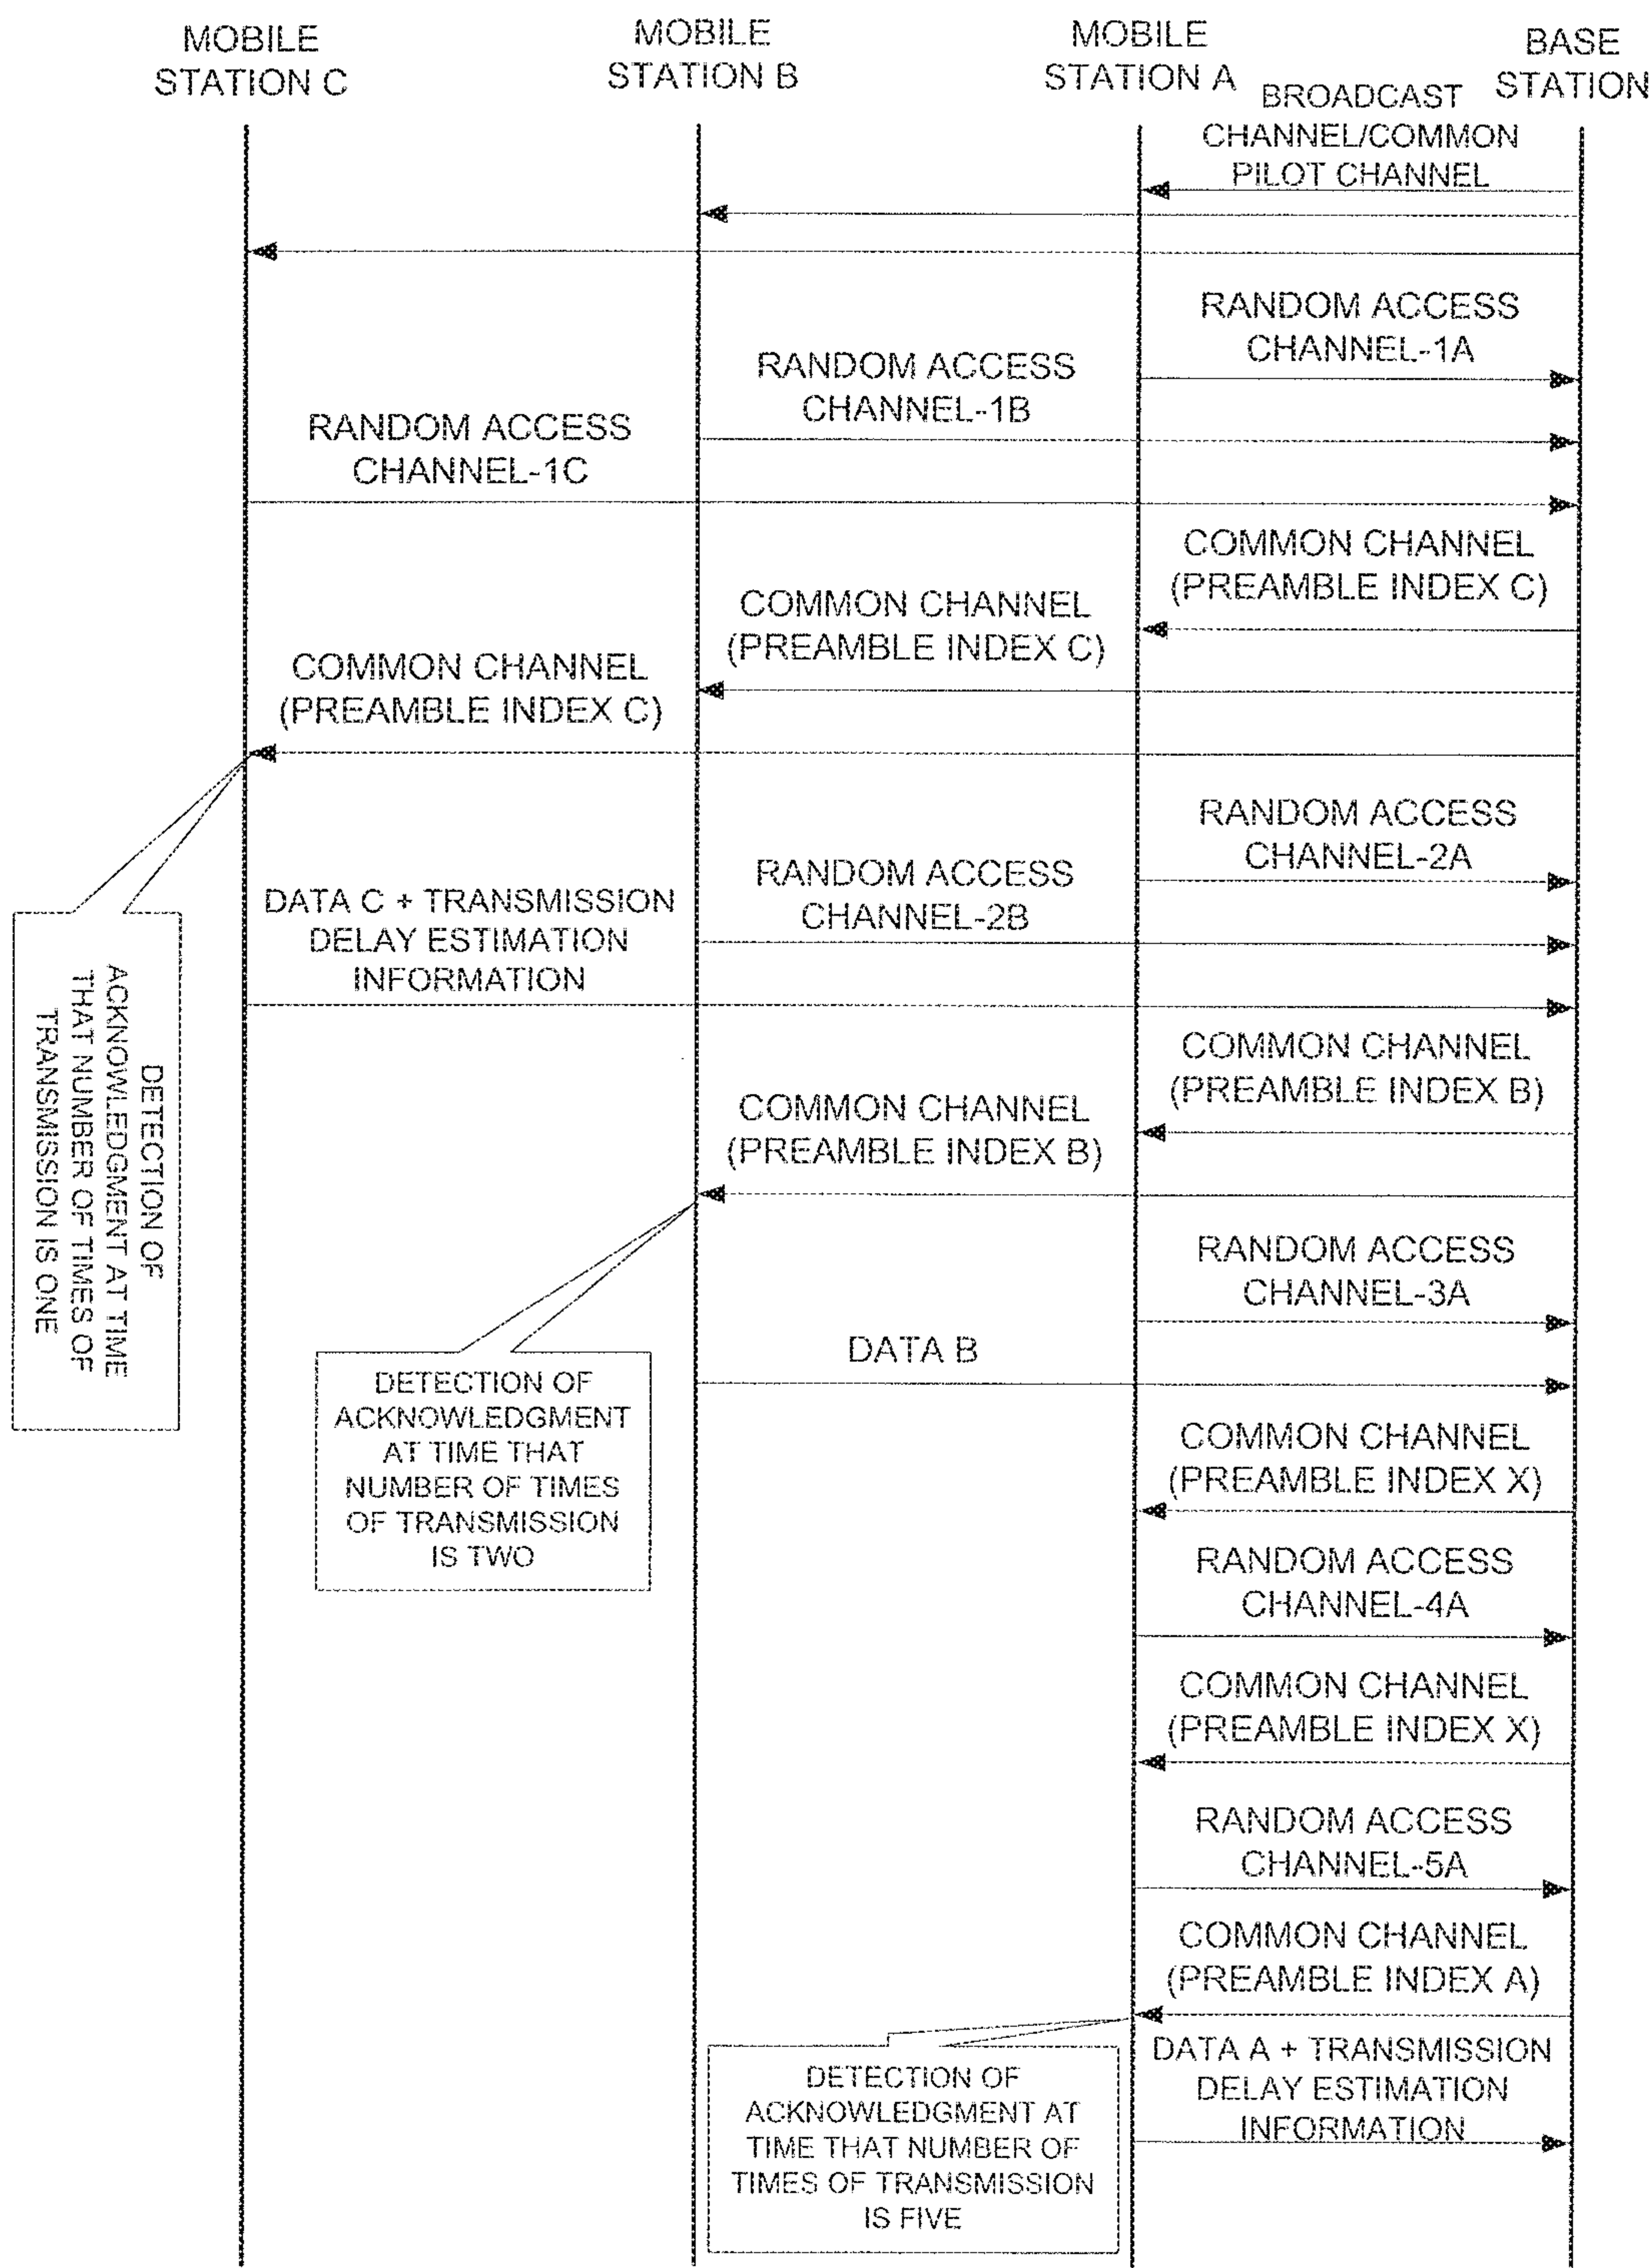 MOBILE
STATION C
MOBILE
STATION B
MOBILE
STATION A
BASE
STATION
BROADCAST
CHANNEL/COMMON
PILOT CHANNEL
RANDOM ACCESS
CHANNEL-1A
RANDOM ACCESS
CHANNEL-1B
RANDOM ACCESS
CHANNEL-1C
COMMON CHANNEL
(PREAMBLE INDEX C)
COMMON CHANNEL
(PREAMBLE INDEX C)
COMMON CHANNEL
(PREAMBLE INDEX C)
RANDOM ACCESS
CHANNEL-2A
RANDOM ACCESS
CHANNEL-2B
DATA C + TRANSMISSION
DELAY ESTIMATION
INFORMATION
DETECTION OF
ACKNOWLEDGMENT AT TIME
THAT NUMBER OF TIMES OF
TRANSMISSION IS ONE
COMMON CHANNEL
(PREAMBLE INDEX B)
COMMON CHANNEL
(PREAMBLE INDEX B)
RANDOM ACCESS
CHANNEL-3A
DATA B
DETECTION OF
ACKNOWLEDGMENT
AT TIME THAT
NUMBER OF TIMES
OF TRANSMISSION
IS TWO
COMMON CHANNEL
(PREAMBLE INDEX X)
RANDOM ACCESS
CHANNEL-4A
COMMON CHANNEL
(PREAMBLE INDEX X)
RANDOM ACCESS
CHANNEL-5A
COMMON CHANNEL
(PREAMBLE INDEX A)
DATA A + TRANSMISSION
DELAY ESTIMATION
INFORMATION
DETECTION OF
ACKNOWLEDGMENT AT
TIME THAT NUMBER OF
TIMES OF TRANSMISSION
IS FIVE